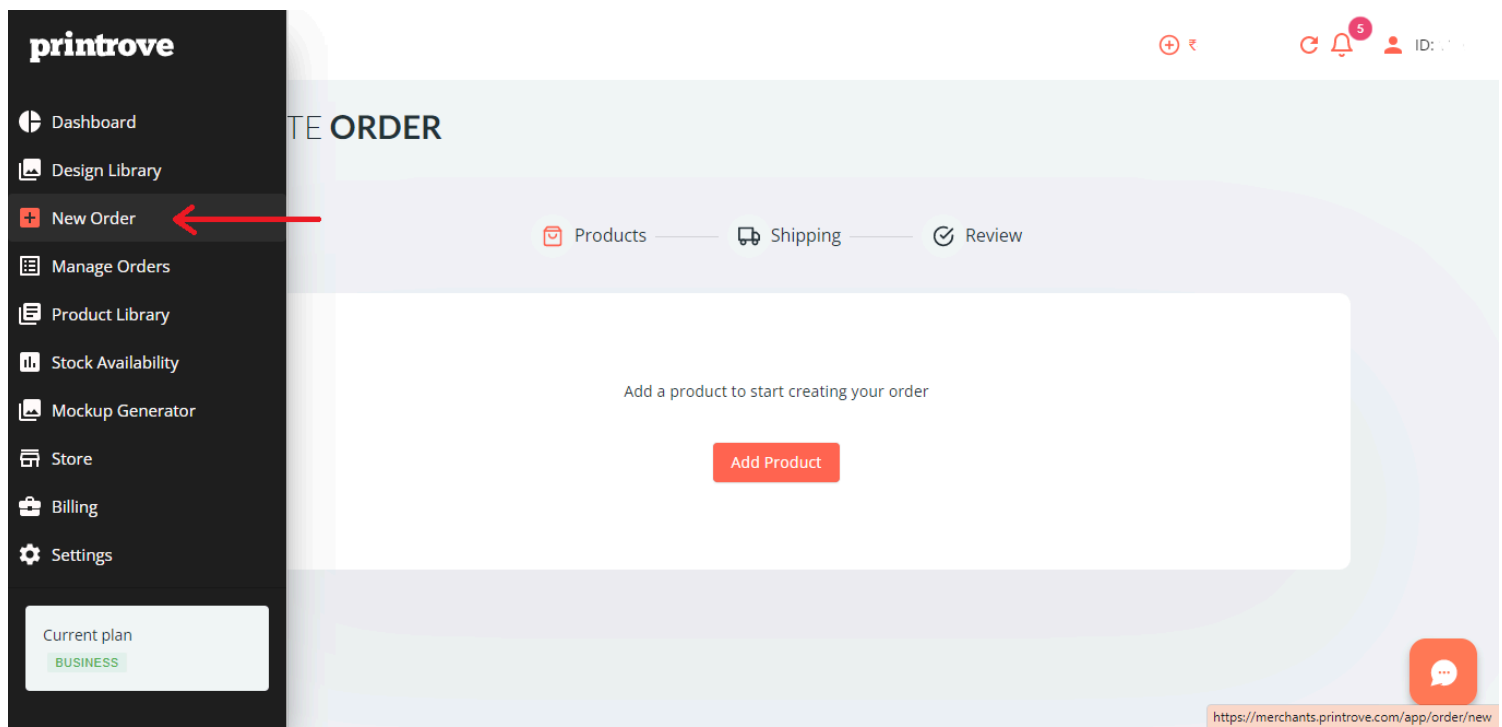 printrove
₹
5
ID:
Dashboard
Design Library
New Order
Manage Orders
Product Library
Stock Availability
Mockup Generator
Store
Billing
Settings
Current plan
BUSINESS
TE ORDER
Products
Shipping
Review
Add a product to start creating your order
Add Product
https://merchants.printrove.com/app/order/new